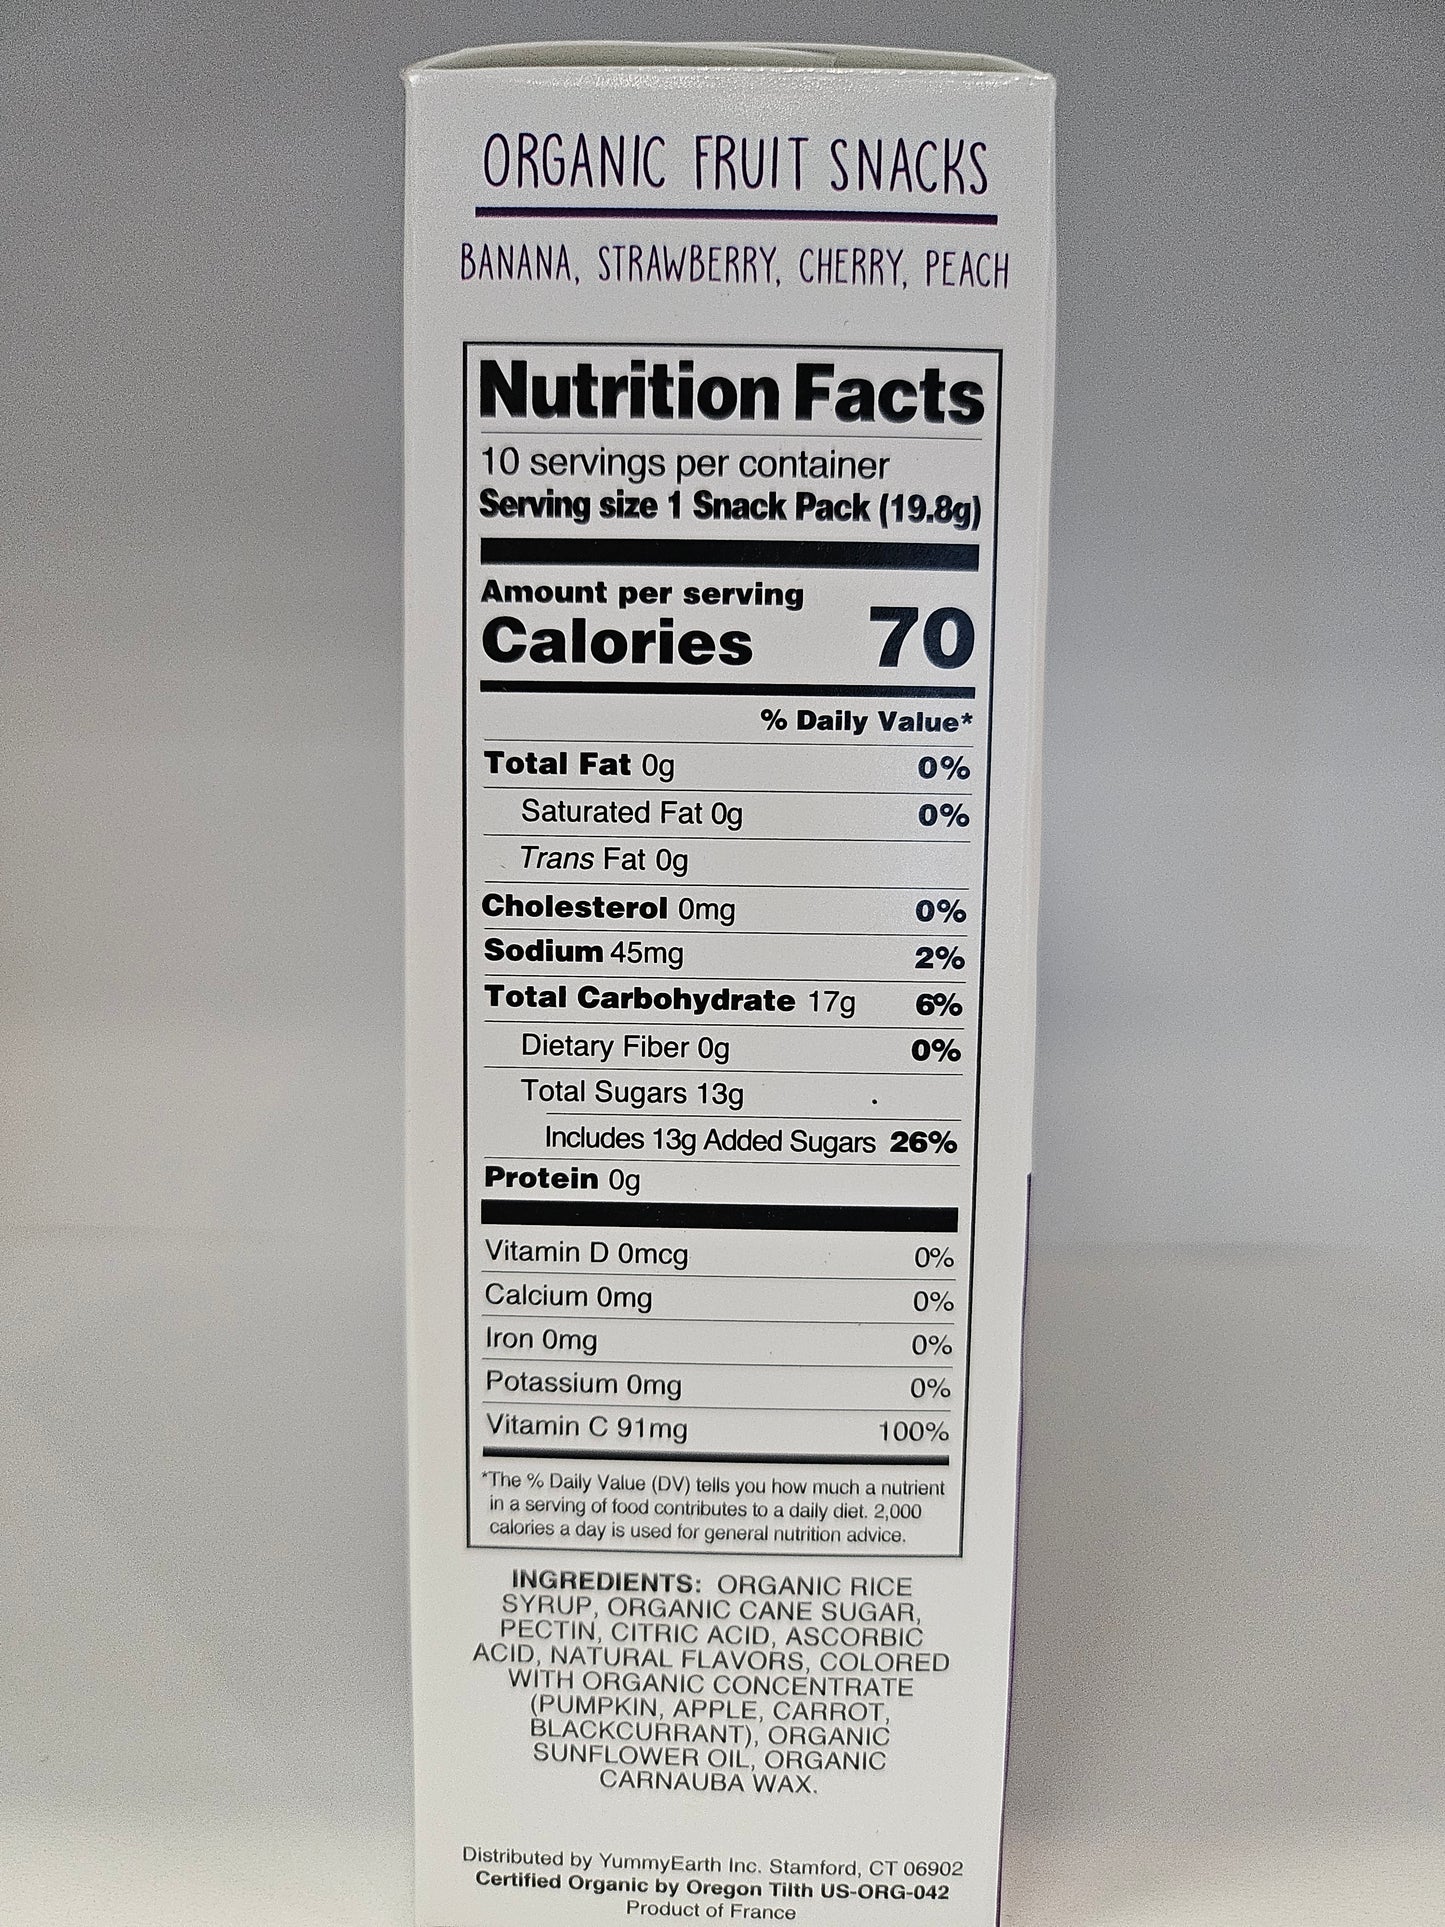 ORGANIC FRUIT SNACKS
BANANA, STRAWBERRY, CHERRY, PEACH
Nutrition Facts
10 servings per container
Serving size 1 Snack Pack (19.8g)
Amount per serving
Calories 70
% Daily Value*
Total Fat 0g 0%
Saturated Fat 0g 0%
Trans Fat 0g
Cholesterol 0mg 0%
Sodium 45mg 2%
Total Carbohydrate 17g 6%
Dietary Fiber 0g 0%
Total Sugars 13g
Includes 13g Added Sugars 26%
Protein 0g
Vitamin D 0mcg 0%
Calcium 0mg 0%
Iron 0mg 0%
Potassium 0mg 0%
Vitamin C 91mg 100%
*The % Daily Value (DV) tells you how much a nutrient
in a serving of food contributes to a daily diet. 2,000
calories a day is used for general nutrition advice.
INGREDIENTS: ORGANIC RICE
SYRUP, ORGANIC CANE SUGAR,
PECTIN, CITRIC ACID, ASCORBIC
ACID, NATURAL FLAVORS, COLORED
WITH ORGANIC CONCENTRATE
(PUMPKIN, APPLE, CARROT,
BLACKCURRANT), ORGANIC
SUNFLOWER OIL, ORGANIC
CARNAUBA WAX.
Distributed by YummyEarth Inc. Stamford, CT 06902
Certified Organic by Oregon Tilth US-ORG-042
Product of France